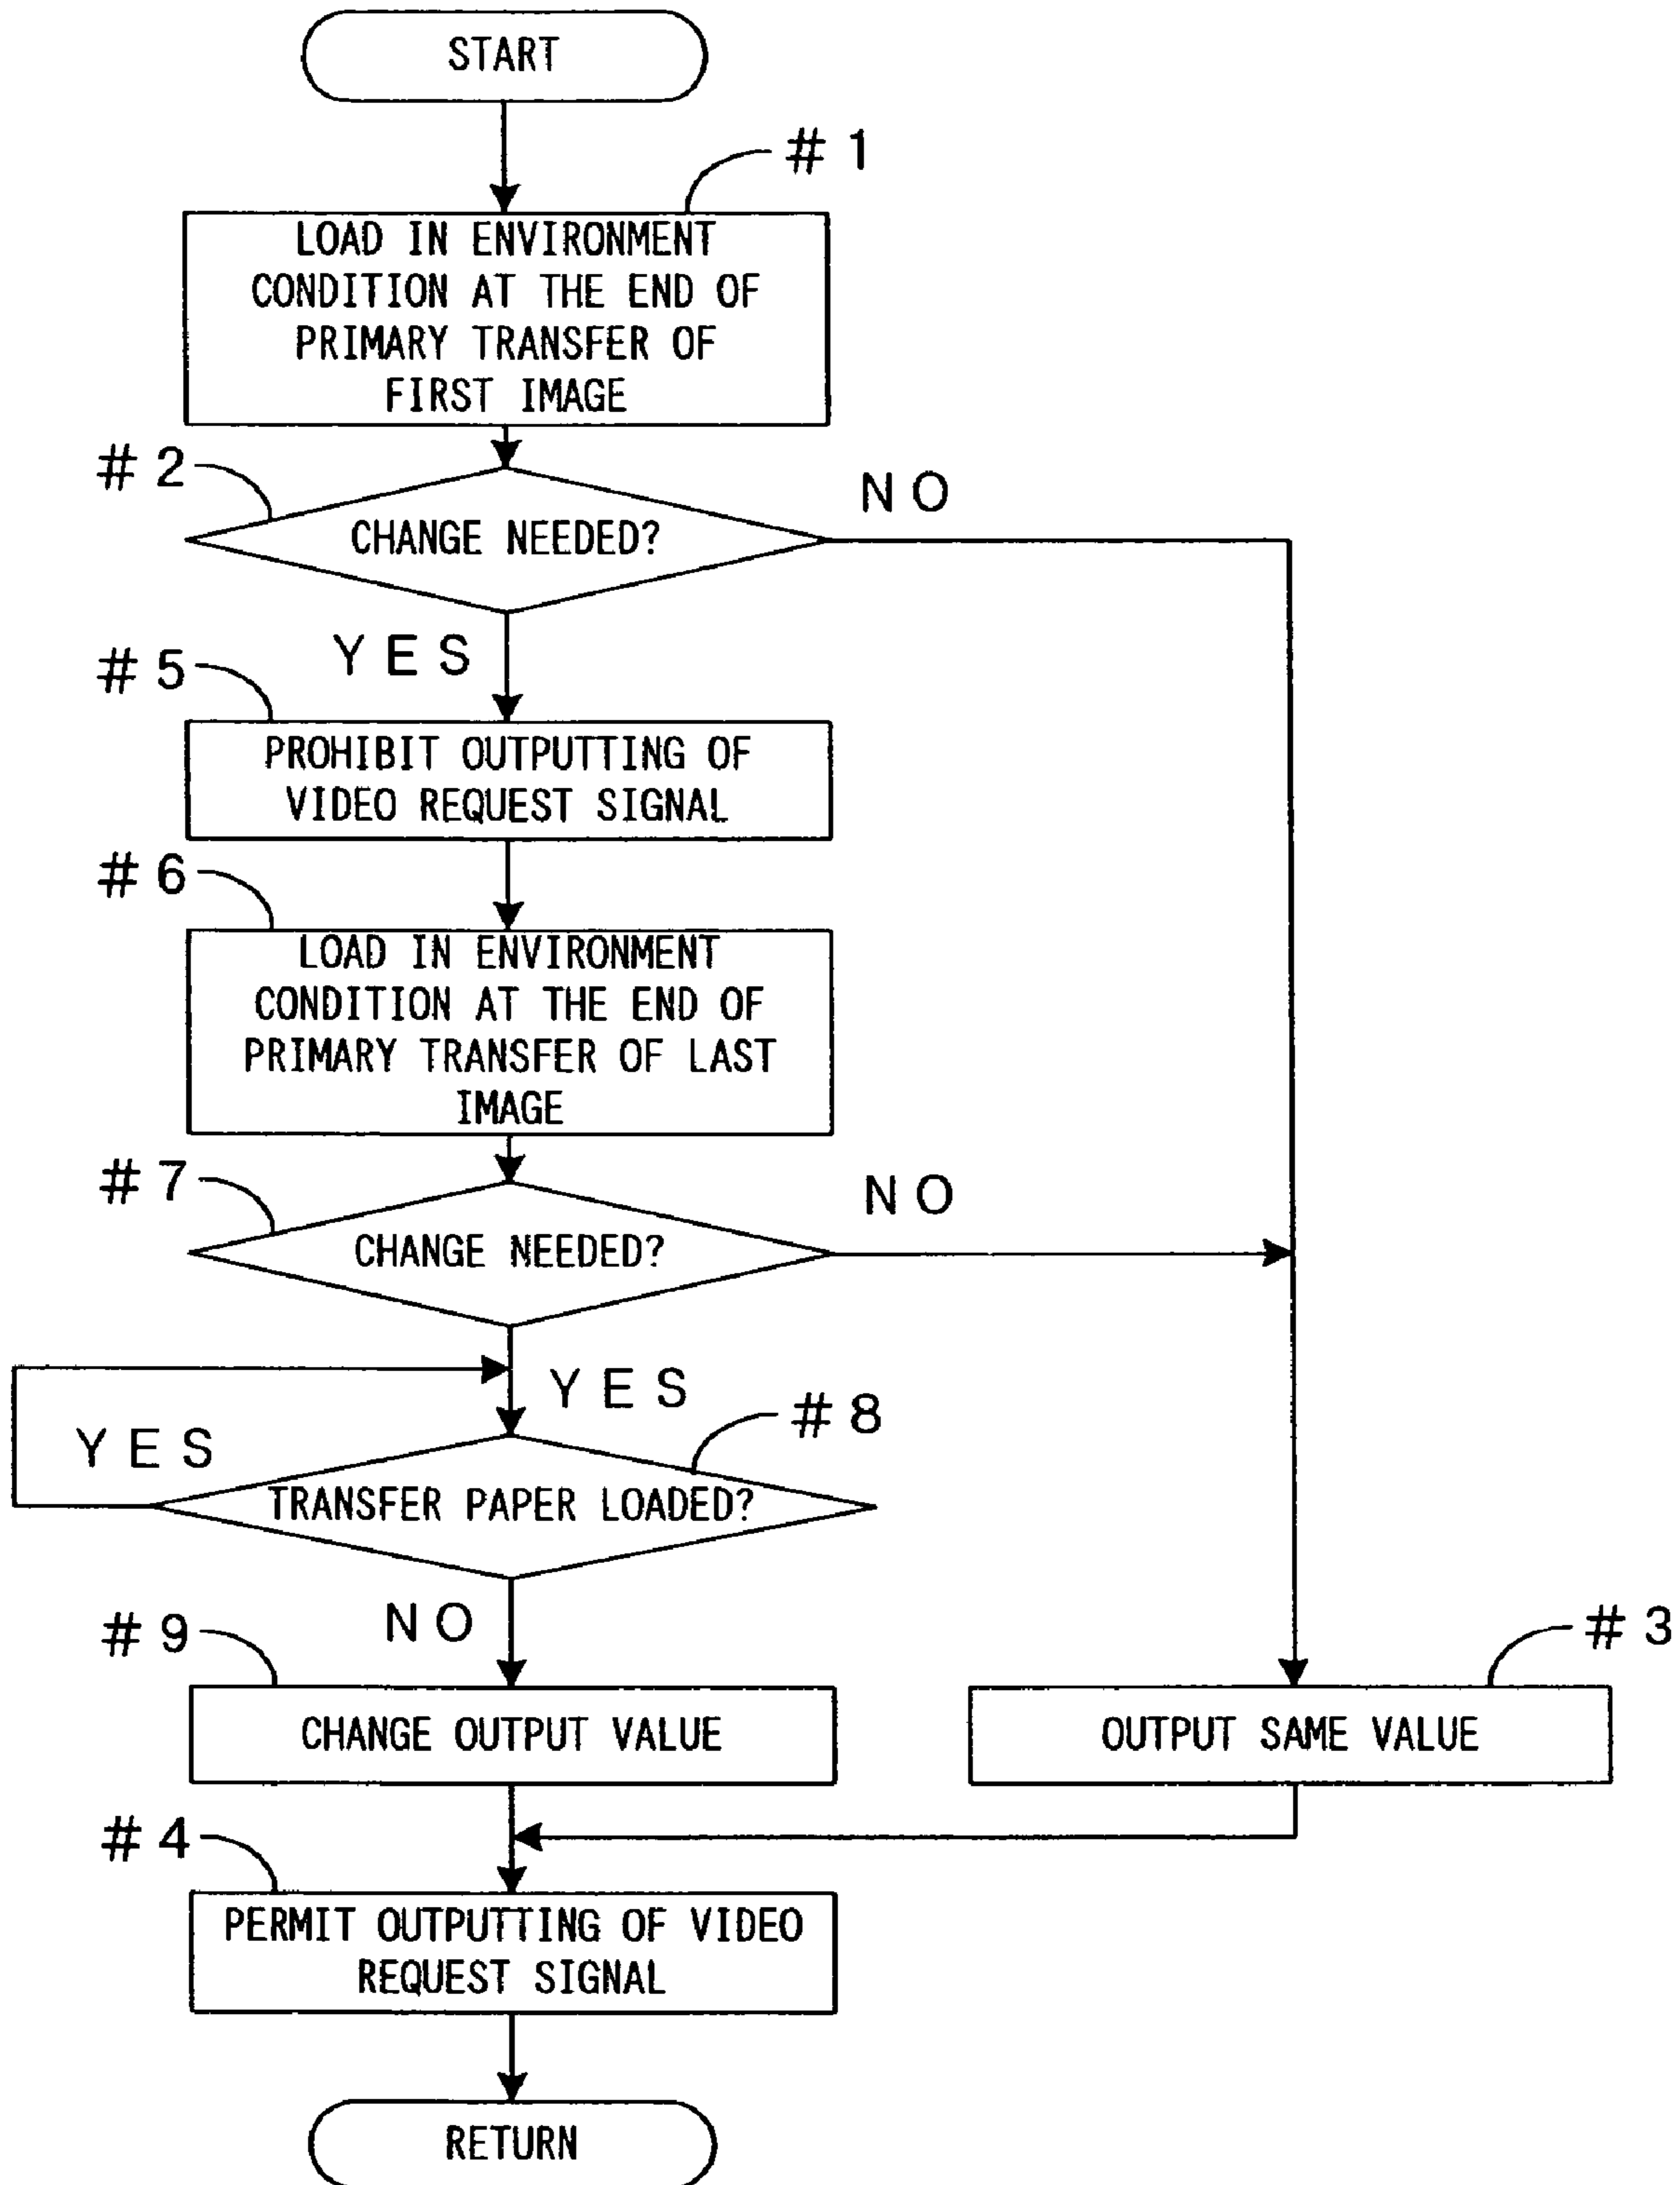 START
# 1
LOAD IN ENVIRONMENT
CONDITION AT THE END OF
PRIMARY TRANSFER OF
FIRST IMAGE
# 2
CHANGE NEEDED?
NO
YES
# 5
PROHIBIT OUTPUTTING OF
VIDEO REQUEST SIGNAL
# 6
LOAD IN ENVIRONMENT
CONDITION AT THE END OF
PRIMARY TRANSFER OF LAST
IMAGE
# 7
CHANGE NEEDED?
NO
YES
# 8
YES
TRANSFER PAPER LOADED?
NO
# 9
CHANGE OUTPUT VALUE
# 3
OUTPUT SAME VALUE
# 4
PERMIT OUTPUTTING OF VIDEO
REQUEST SIGNAL
RETURN